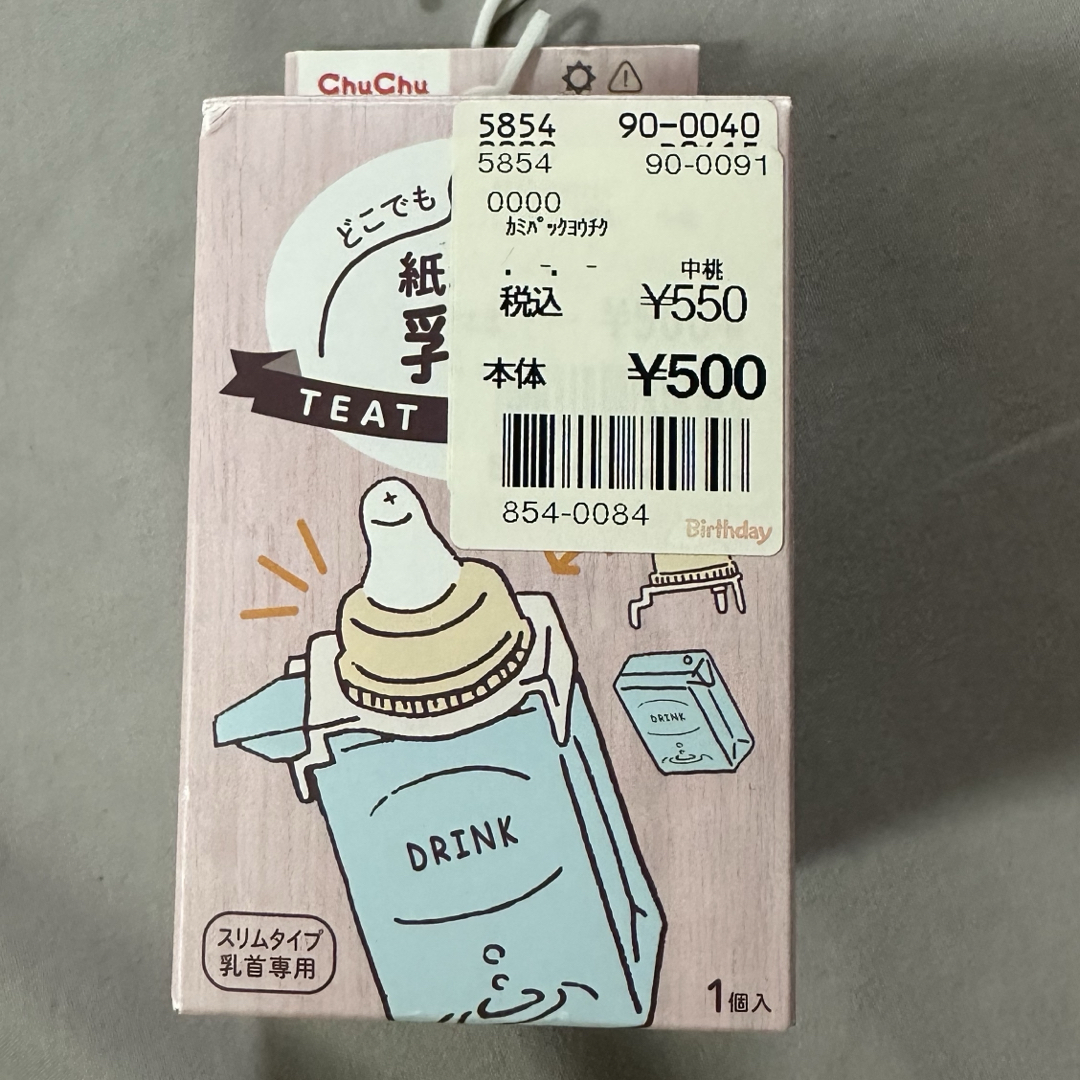 ChuChu
5854 90-0040
5854 90-0091
0000
カミパックヨウチク
中桃
税込 ¥550
本体 ¥500
854-0084
Birthday
どこでも
紙
TEAT
DRINK
DRINK
スリムタイプ
乳首専用
1個入